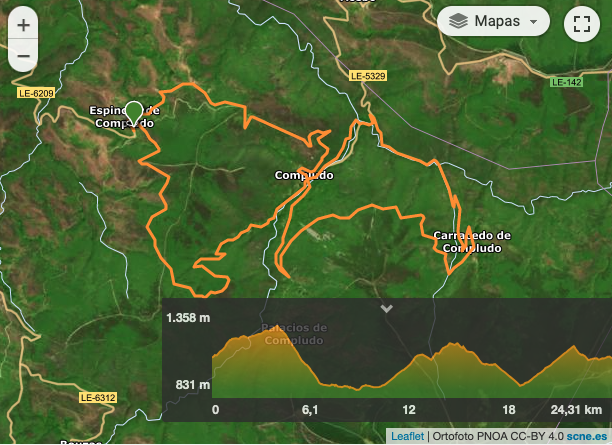 +
Mapas
−
LE-5329
LE-142
LE-6209
Espinoso de
Compludo
Compludo
Carracedo de
Compludo
1.358 m
Palacios de
Compludo
831 m
0
6,1
12
18
24,31 km
LE-6312
Leaflet | Ortofoto PNOA CC-BY 4.0 scne.es